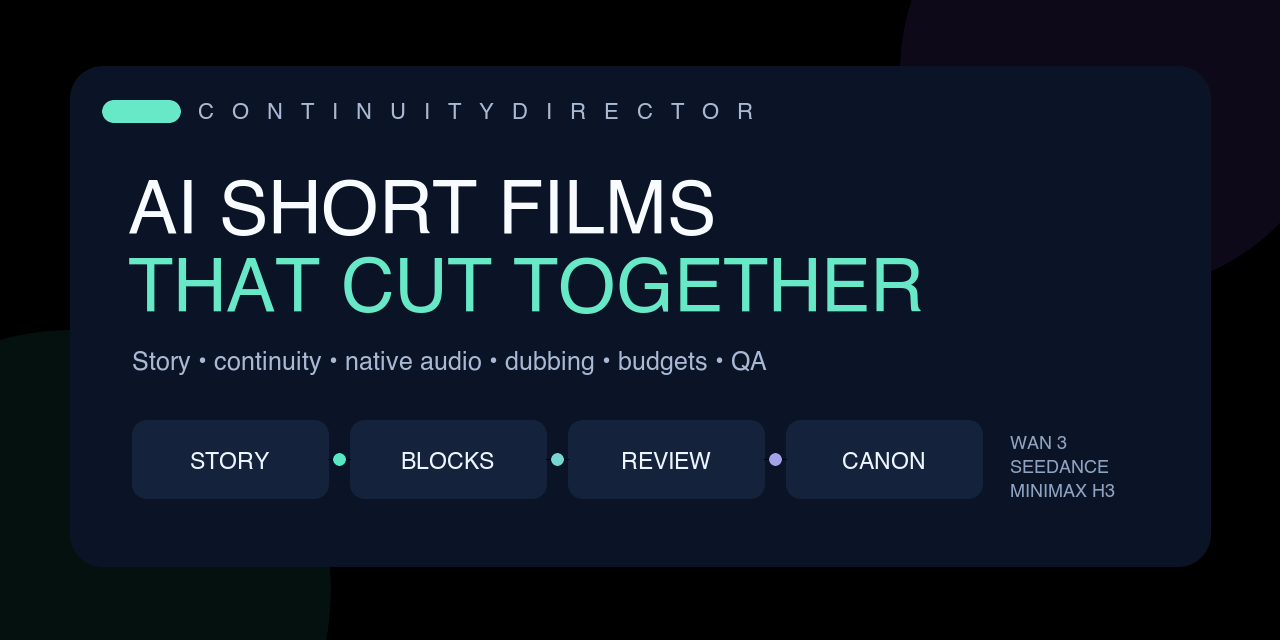 CONTINUITYDIRECTOR
AI SHORT FILMS
THAT CUT TOGETHER
Story • continuity • native audio • dubbing • budgets • QA
STORY
BLOCKS
REVIEW
CANON
WAN 3
SEEDANCE
MINIMAX H3